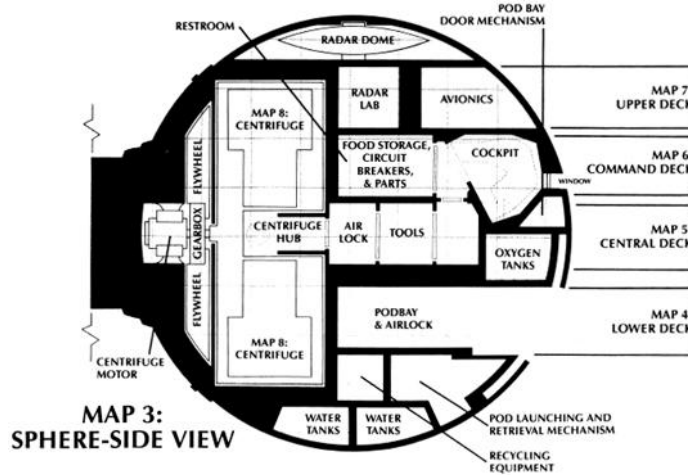 POD BAY
DOOR MECHANISM
RESTROOM
RADAR DOME
RADAR
LAB
AVIONICS
MAP 7
UPPER DECK
MAP 8:
CENTRIFUGE
FLYWHEEL
FOOD STORAGE,
CIRCUIT
BREAKERS,
& PARTS
COCKPIT
MAP 6
COMMAND DECK
WINDOW
GEARBOX
CENTRIFUGE
HUB
AIR
LOCK
TOOLS
MAP 5
CENTRAL DECK
OXYGEN
TANKS
FLYWHEEL
MAP 8:
CENTRIFUGE
PODBAY
& AIRLOCK
MAP 4
LOWER DECK
CENTRIFUGE
MOTOR
MAP 3:
SPHERE-SIDE VIEW
WATER
TANKS
WATER
TANKS
POD LAUNCHING AND
RETRIEVAL MECHANISM
RECYCLING
EQUIPMENT